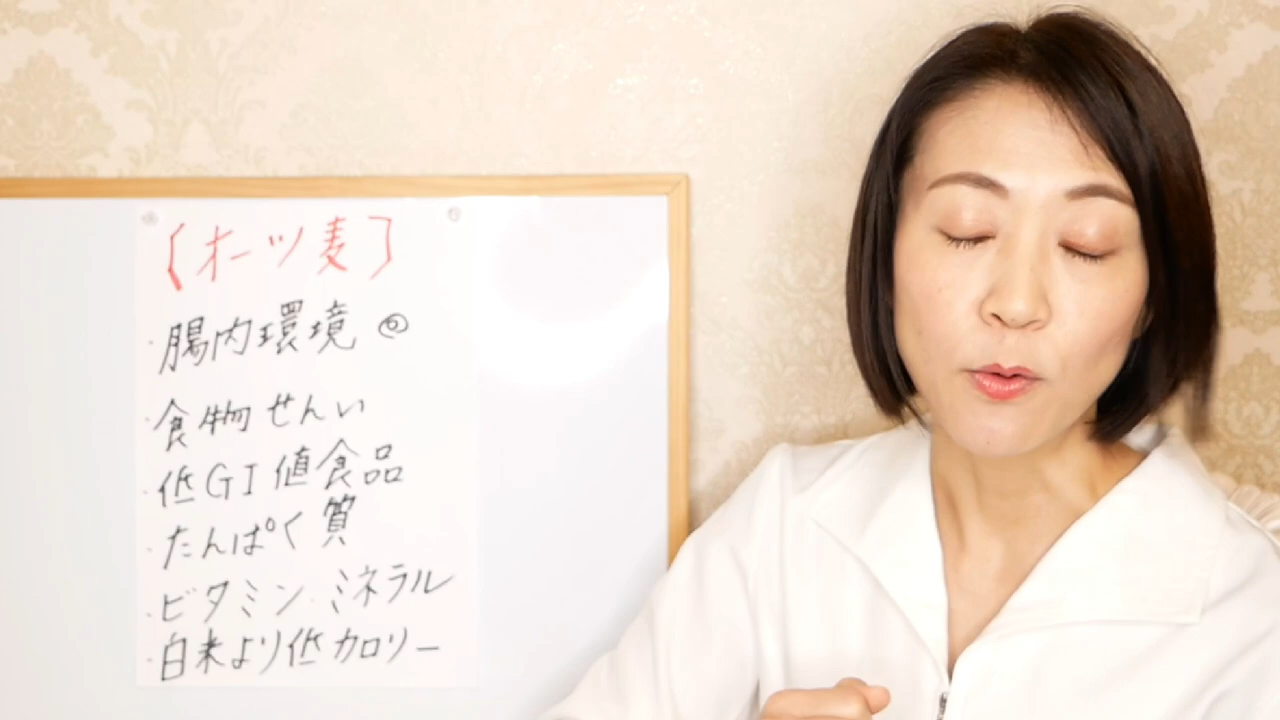 [オーツ麦]
・腸内環境 ◎
・食物せんい
・低GI値食品
・たんぱく質
・ビタミン・ミネラル
・白米より低カロリー